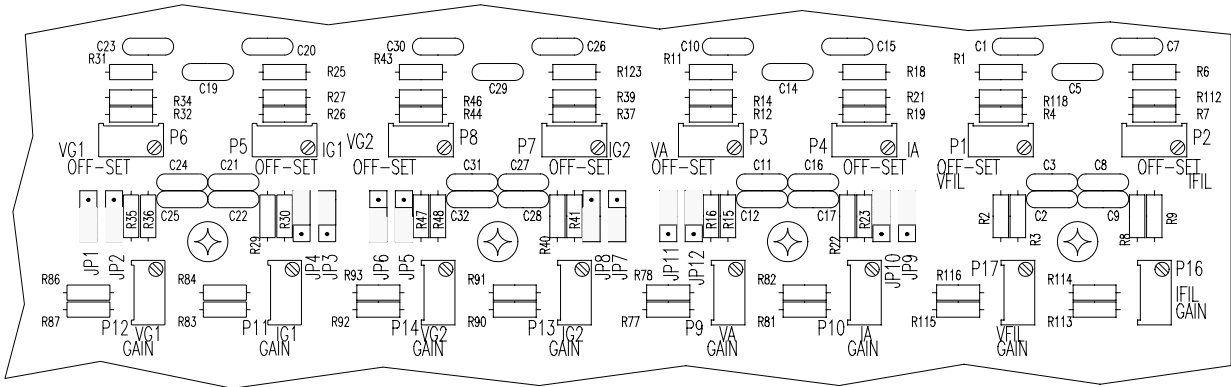 C23 C20 C30 C26 C10 C15 C1 C7
R31 R43 R11 R1
C19 R25 C29 R123 C14 R18 C5 R6
R34 R27 R46 R39 R14 R21 R118 R112
R32 R26 R44 R37 R12 R19 R4 R7
VG1 P6 P5 IG1 VG2 P8 P7 IG2 VA P3 P4 IA P1 P2
OFF-SET OFF-SET OFF-SET OFF-SET OFF-SET OFF-SET OFF-SET OFF-SET
VFIL IFIL
C24 C21 C31 C27 C11 C16 C3 C8
C25 C22 C32 C28 C12 C17 C2 C9
R35 R36 R29 R30 R47 R48 R40 R41 R16 R15 R22 R23 R2 R3 R8 R9
JP1 JP2 JP4 JP3 JP6 JP5 JP8 JP7 JP11 JP12 JP10 JP9
R86 R84 R93 R91 R78 R82 R116 P17 R114 P16
R87 R83 R92 R90 R77 R81 R115 R113
IFIL
GAIN
P12 VG1 P11 IG1 P14 VG2 P13 IG2 P9 VA P10 IA VFIL
GAIN GAIN GAIN GAIN GAIN GAIN GAIN